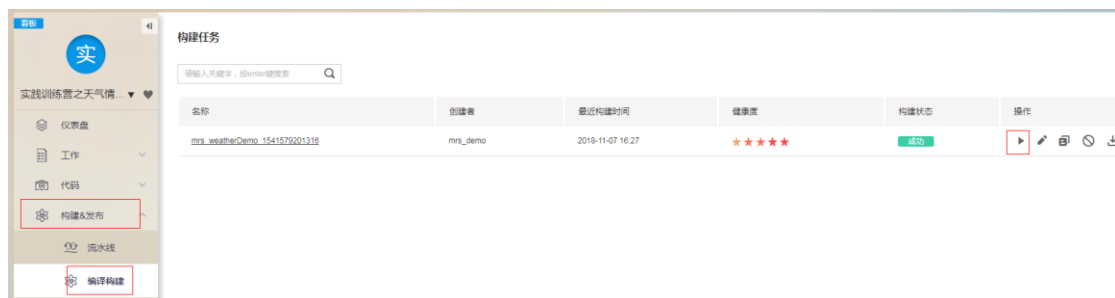 看板
实
实践训练营之天气情...
仪表盘
工作
代码
构建&发布
流水线
编译构建
构建任务
请输入关键字，按enter键搜索
名称 创建者 最近构建时间 健康度 构建状态 操作
mrs_weatherDemo_1541579201316 mrs_demo 2018-11-07 16:27 成功